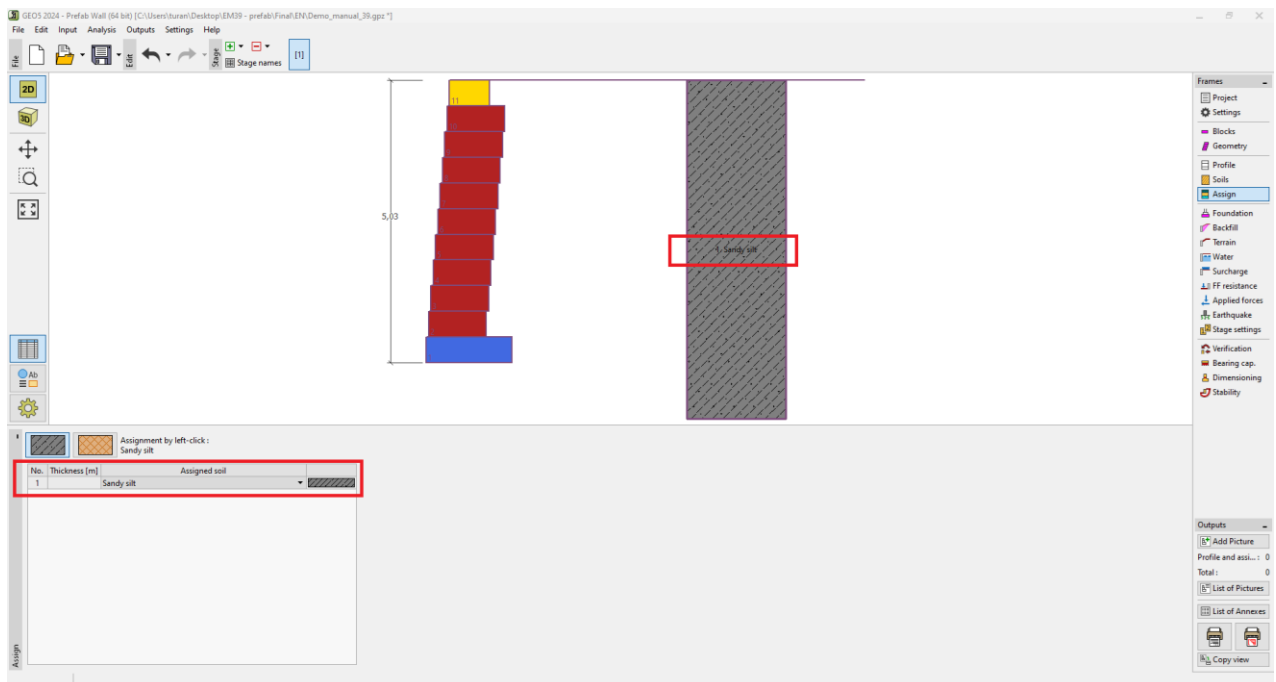 GEO5 2024 - Prefab Wall (64 bit) [C:\Users\turan\Desktop\EM39 - prefab\Final\EN\Demo_manual_39.gpz *]
File Edit Input Analysis Outputs Settings Help
File
Edit
Stage
Stage names
[1]
2D
3D
Ab
11
5,03
4. Sandy silt
Frames
Project
Settings
Blocks
Geometry
Profile
Soils
Assign
Foundation
Backfill
Terrain
Water
Surcharge
FF resistance
Applied forces
Earthquake
Stage settings
Verification
Bearing cap.
Dimensioning
Stability
Assignment by left-click :
Sandy silt
No. Thickness [m] Assigned soil
1 Sandy silt
Assign
Outputs
Add Picture
Profile and assi... : 0
Total : 0
List of Pictures
List of Annexes
Copy view